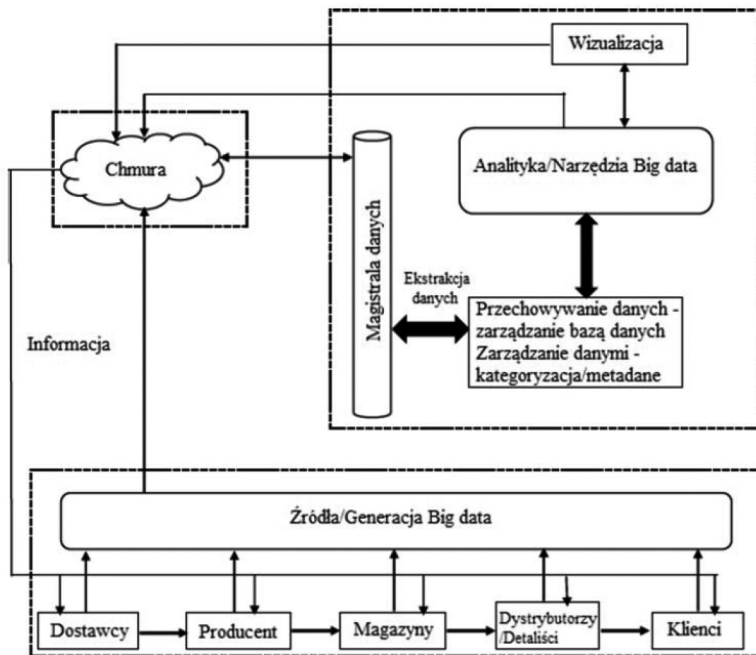 Wizualizacja
Chmura
Analityka/Narzędzia Big data
Magistrala danych
Ekstrakcja
danych
Przechowywanie danych -
zarządzanie bazą danych
Zarządzanie danymi -
kategoryzacja/metadane
Informacja
Źródła/Generacja Big data
Dostawcy
Producent
Magazyny
Dystrybutorzy
/Detaliści
Klienci